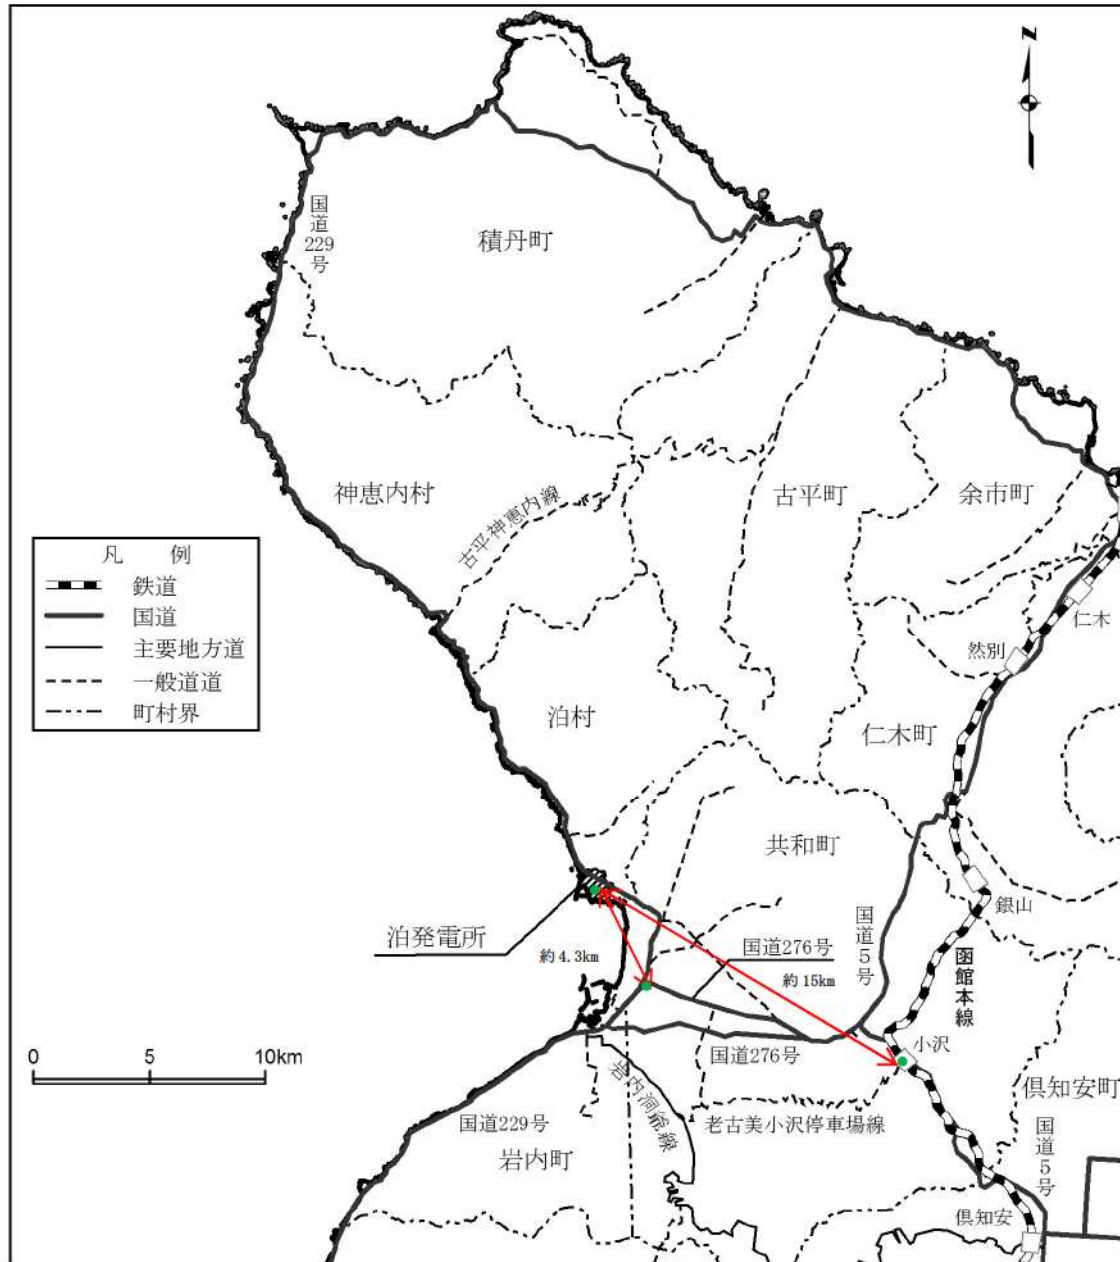 N
国道229号
積丹町
神恵内村
古平神恵内線
古平町
余市町
凡　例
鉄道
国道
主要地方道
一般道道
町村界
仁木
然別
泊村
仁木町
共和町
銀山
国道5号
函館本線
泊発電所
約4.3km
国道276号
約15km
小沢
0 5 10km
国道276号
倶知安町
岩内洞爺線
国道229号
老古美小沢停車場線
国道5号
岩内町
倶知安